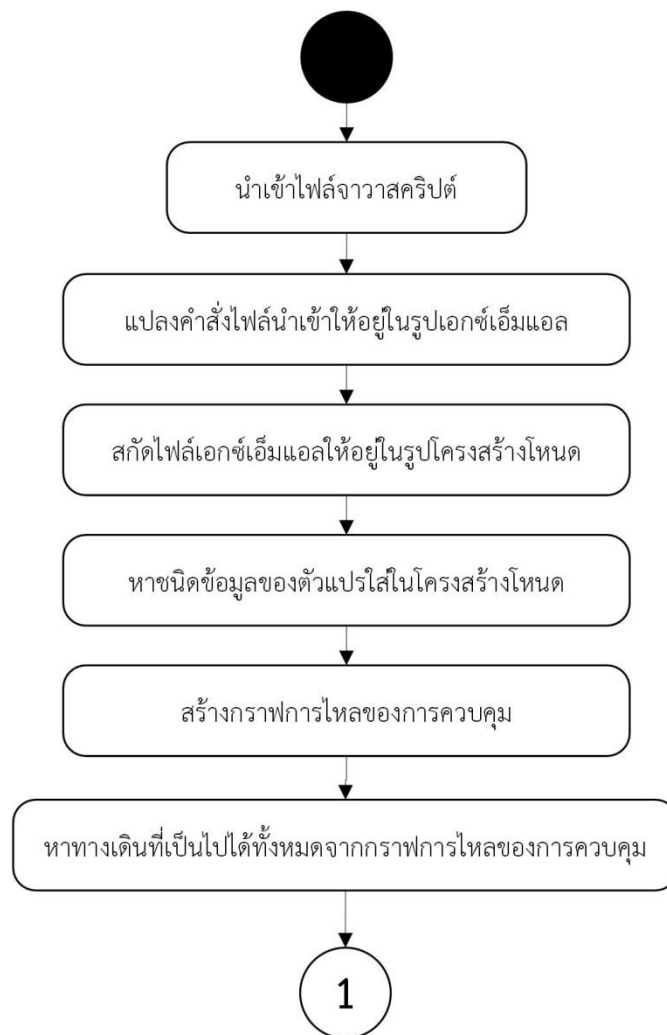 นำเข้าไฟล์จาวาสคริปต์
แปลงคำสั่งไฟล์นำเข้าให้อยู่ในรูปเอกซ์เอ็มแอล
สกัดไฟล์เอกซ์เอ็มแอลให้อยู่ในรูปโครงสร้างโหนด
หาชนิดข้อมูลของตัวแปรใส่ในโครงสร้างโหนด
สร้างกราฟการไหลของการควบคุม
หาทางเดินที่เป็นไปได้ทั้งหมดจากกราฟการไหลของการควบคุม
1